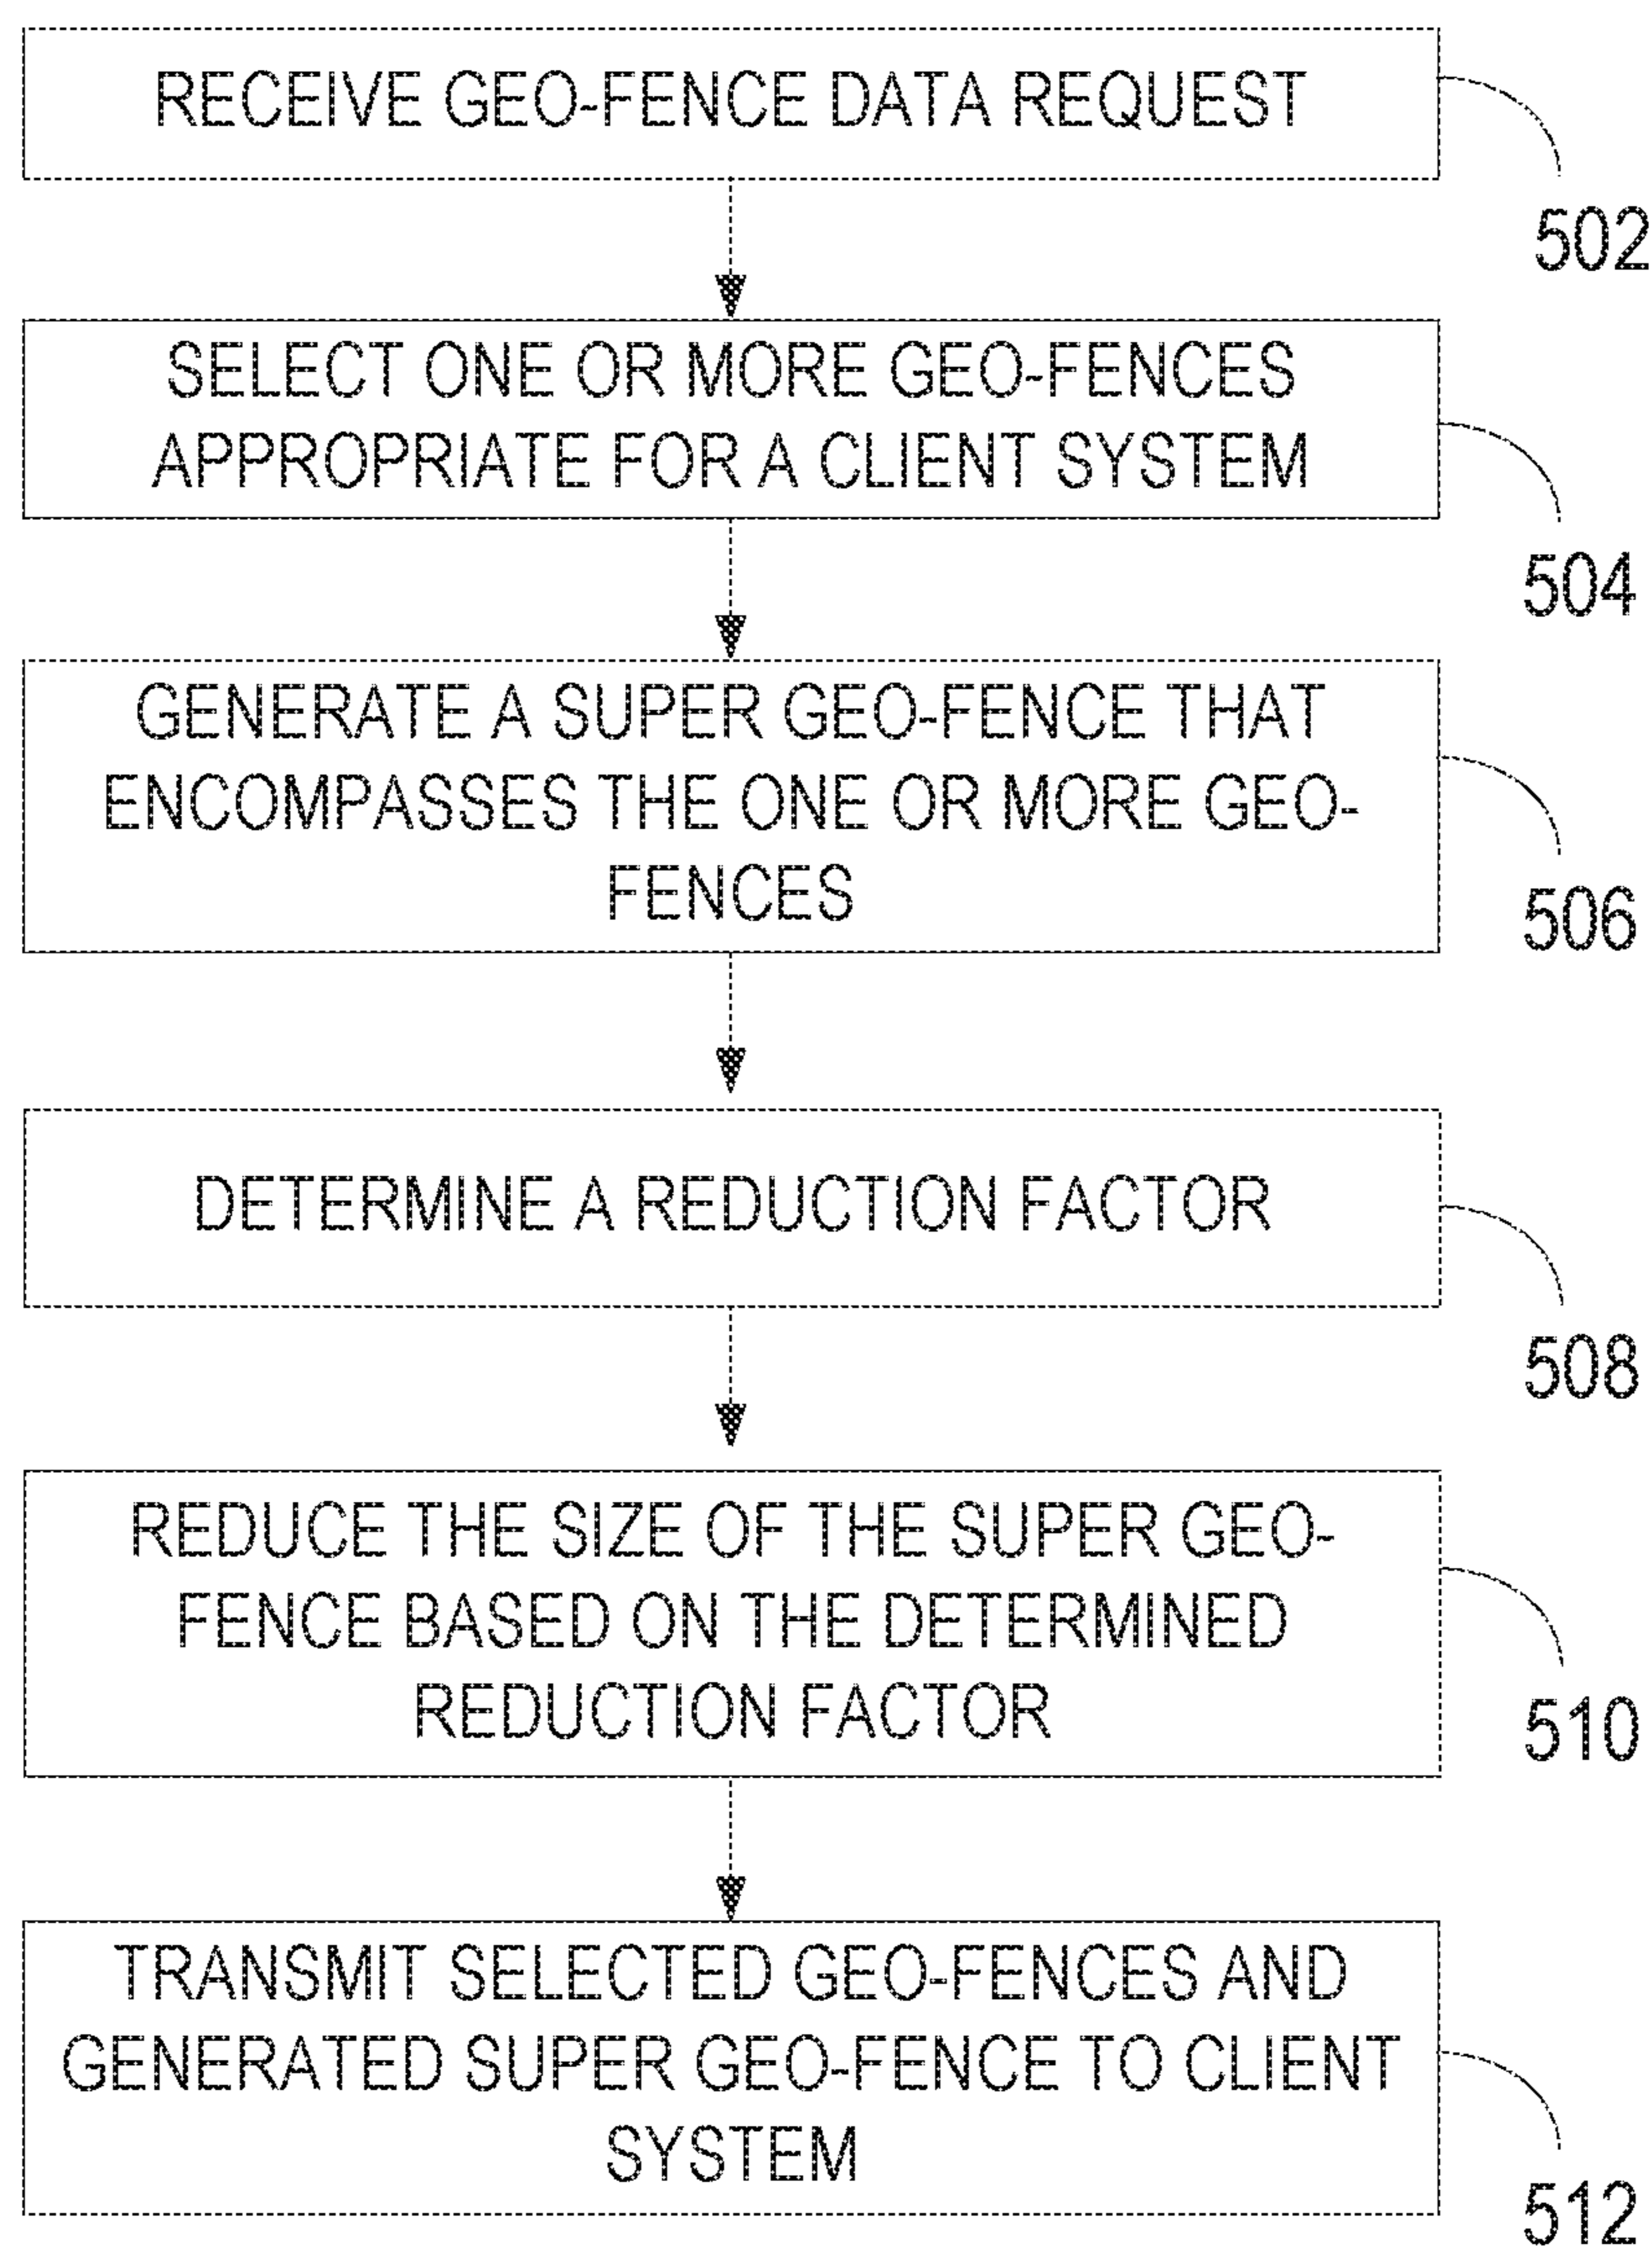 RECEIVE GEO-FENCE DATA REQUEST
502
SELECT ONE OR MORE GEO-FENCES
APPROPRIATE FOR A CLIENT SYSTEM
504
GENERATE A SUPER GEO-FENCE THAT
ENCOMPASSES THE ONE OR MORE GEO-
FENCES
506
DETERMINE A REDUCTION FACTOR
508
REDUCE THE SIZE OF THE SUPER GEO-
FENCE BASED ON THE DETERMINED
REDUCTION FACTOR
510
TRANSMIT SELECTED GEO-FENCES AND
GENERATED SUPER GEO-FENCE TO CLIENT
SYSTEM
512